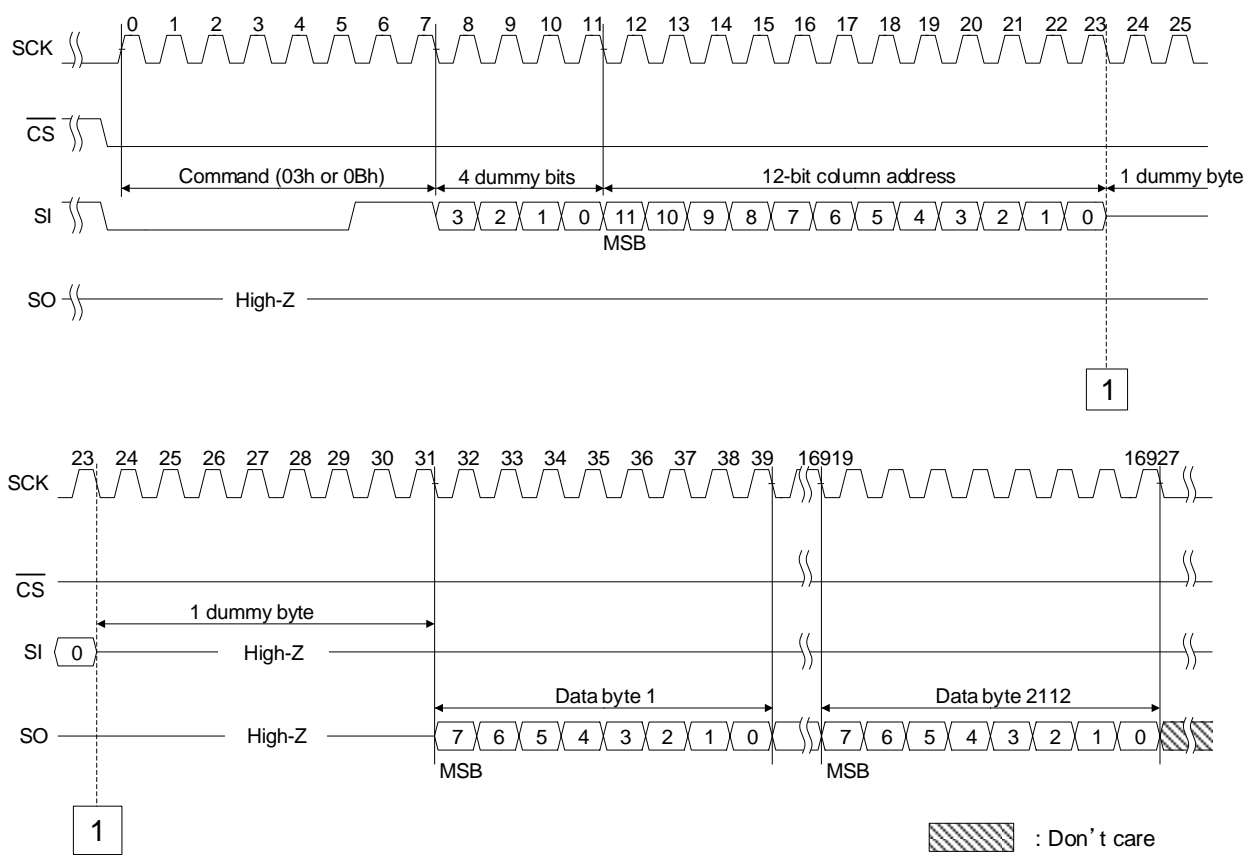 0 1 2 3 4 5 6 7 8 9 10 11 12 13 14 15 16 17 18 19 20 21 22 23 24 25
SCK
CS
Command (03h or 0Bh) 4 dummy bits 12-bit column address 1 dummy byte
SI 3 2 1 0 11 10 9 8 7 6 5 4 3 2 1 0
MSB
SO High-Z
1
23 24 25 26 27 28 29 30 31 32 33 34 35 36 37 38 39 16919 16927
SCK
CS
1 dummy byte
SI 0 High-Z
Data byte 1 Data byte 2112
SO High-Z 7 6 5 4 3 2 1 0 7 6 5 4 3 2 1 0
MSB MSB
1
: Don’t care